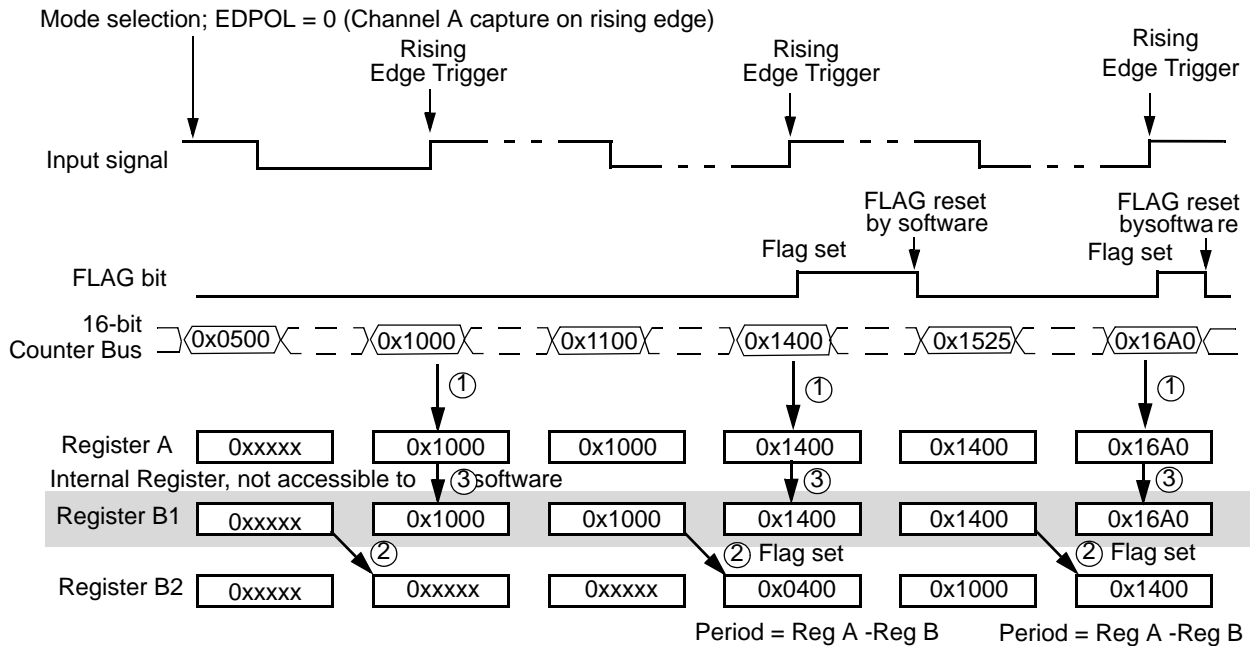 Mode selection; EDPOL = 0 (Channel A capture on rising edge)
Rising
Edge Trigger
Rising
Edge Trigger
Rising
Edge Trigger
Input signal
FLAG reset
by software
FLAG reset
bysoftwa re
Flag set
Flag set
FLAG bit
16-bit
Counter Bus
0x0500 0x1000 0x1100 0x1400 0x1525 0x16A0
1 1 1
Register A 0xxxxx 0x1000 0x1000 0x1400 0x1400 0x16A0
Internal Register, not accessible to 3 software 3 3
Register B1 0xxxxx 0x1000 0x1000 0x1400 0x1400 0x16A0
2 2 Flag set 2 Flag set
Register B2 0xxxxx 0xxxxx 0xxxxx 0x0400 0x1000 0x1400
Period = Reg A -Reg B Period = Reg A -Reg B